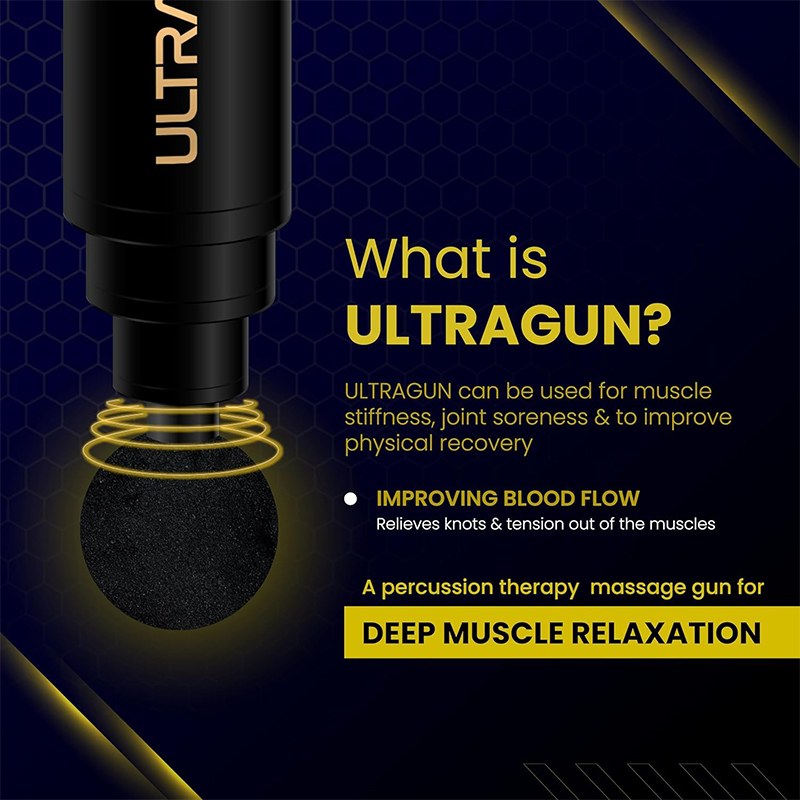 ULTRA
What is
ULTRAGUN?
ULTRAGUN can be used for muscle
stiffness, joint soreness & to improve
physical recovery
IMPROVING BLOOD FLOW
Relieves knots & tension out of the muscles
A percussion therapy massage gun for
DEEP MUSCLE RELAXATION